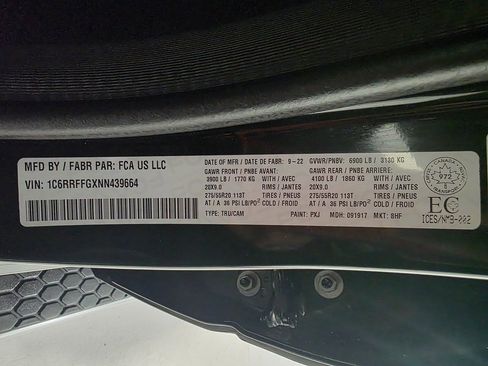 MFD BY / FABR PAR: FCA US LLC
VIN: 1C6RRFFGXNN439664
DATE OF MFR / DATE DE FABR: 9-22 GVWR/PNBV: 6900 LB / 3130 KG
GAWR FRONT / PNBE AVANT: GAWR REAR / PNBE ARRIERE:
3900 LB / 1770 KG WITH / AVEC 4100 LB / 1860 KG WITH / AVEC
20X9.0 RIMS / JANTES 20X9.0 RIMS / JANTES
275/55R20 113T TIRES / PNEUS 275/55R20 113T TIRES / PNEUS
AT / A 36 PSI LB/PO² COLD / FROID AT / A 36 PSI LB/PO² COLD / FROID
TYPE: TRU/CAM PAINT: PXJ MDH: 091917 MKT: 8HF
CANADA
972
TRANSPORT
EC
ICES/NMB-002